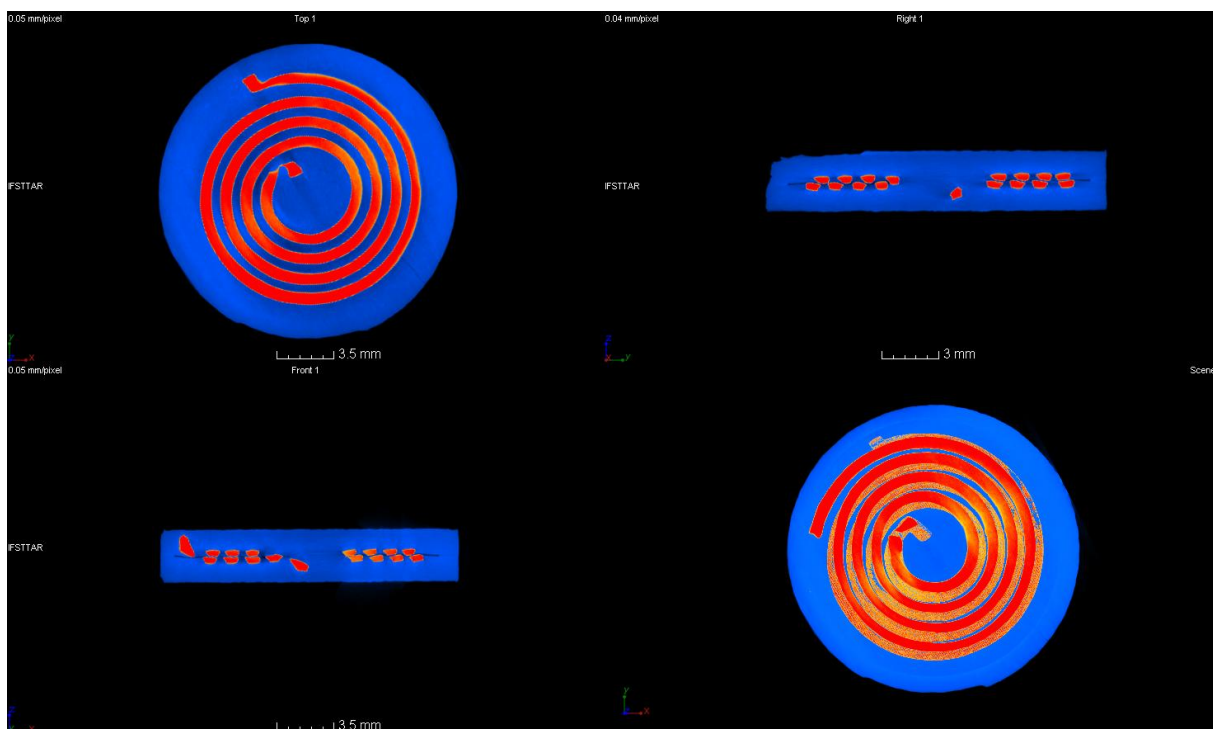 0.05 mm/pixel
Top 1
IFSTTAR
y
x
3.5 mm
0.04 mm/pixel
Right 1
IFSTTAR
z
x
y
3 mm
0.05 mm/pixel
Front 1
IFSTTAR
z
x
3.5 mm
Scene
y
z
x